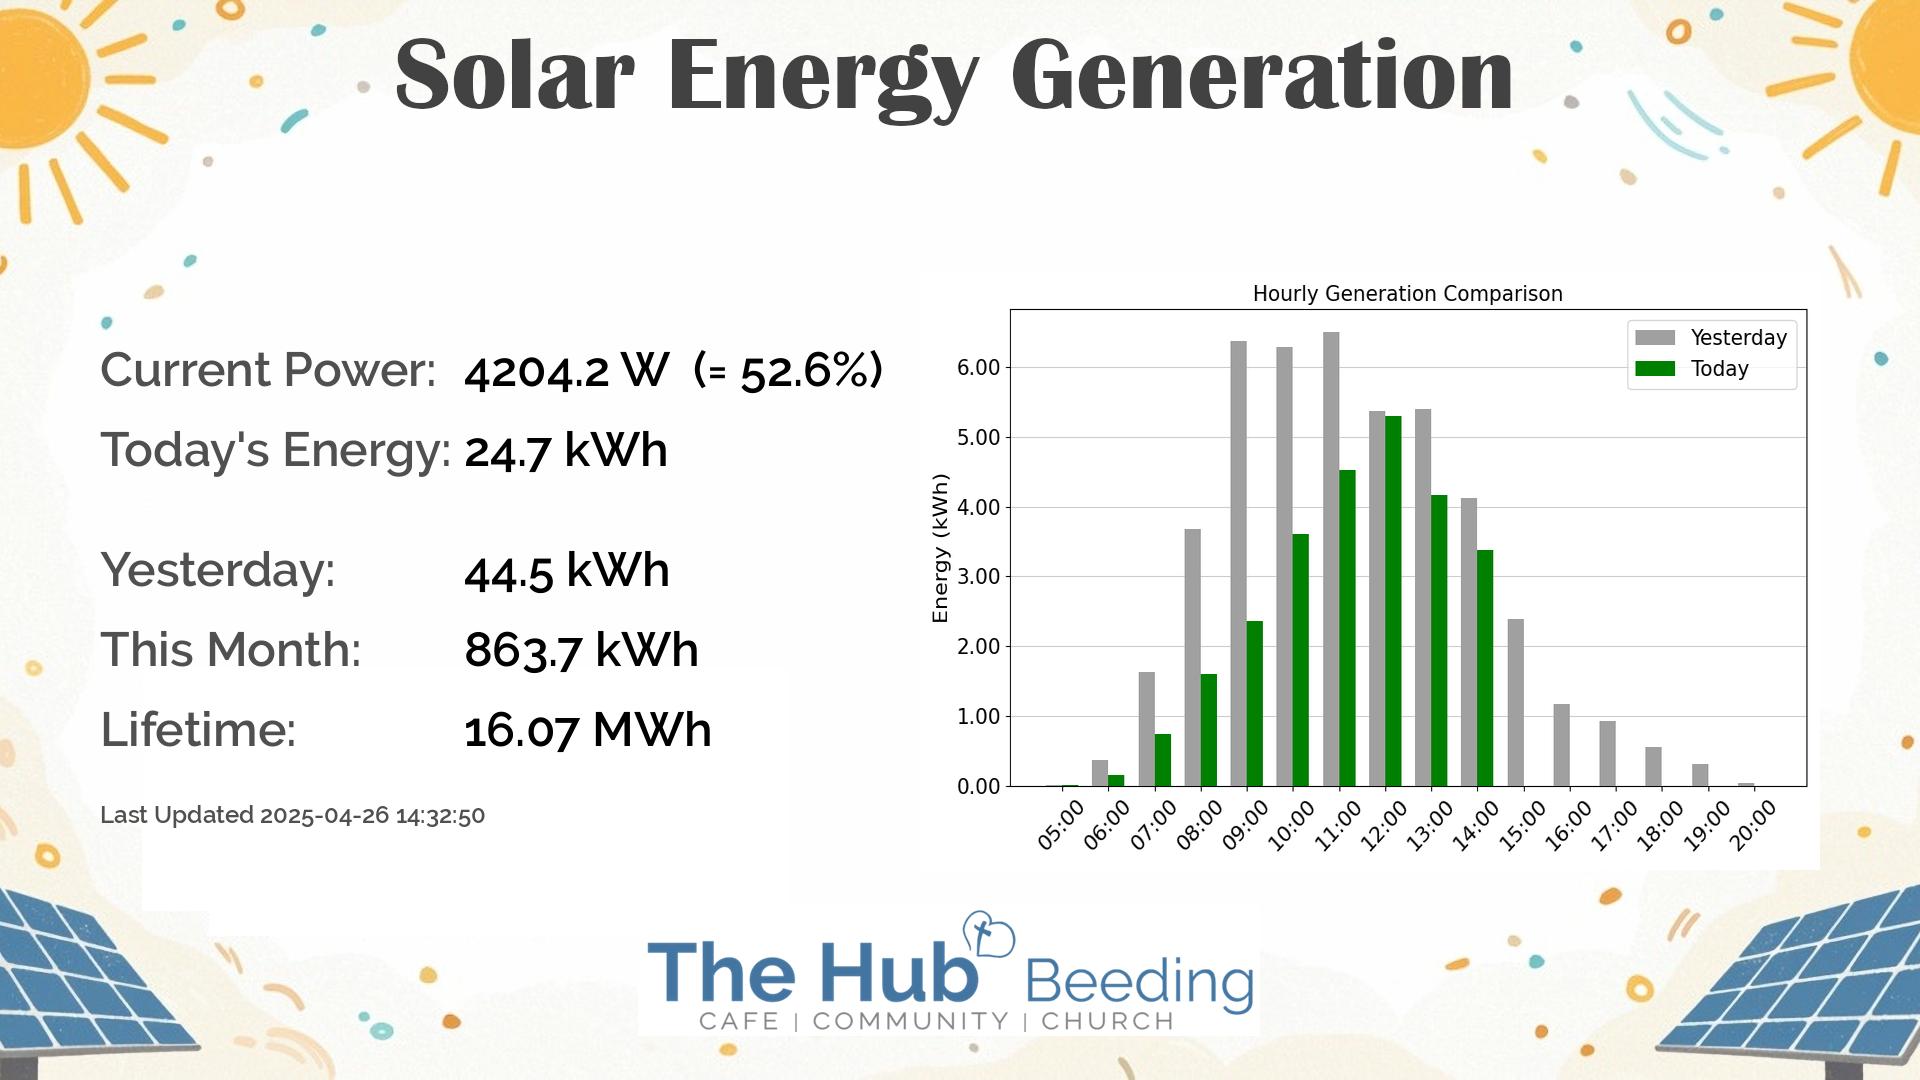 Solar Energy Generation
Current Power: 4204.2 W (= 52.6%)
Today's Energy: 24.7 kWh
Yesterday: 44.5 kWh
This Month: 863.7 kWh
Lifetime: 16.07 MWh
Last Updated 2025-04-26 14:32:50
Hourly Generation Comparison
Yesterday
Today
Energy (kWh)
6.00
5.00
4.00
3.00
2.00
1.00
0.00
05:00 06:00 07:00 08:00 09:00 10:00 11:00 12:00 13:00 14:00 15:00 16:00 17:00 18:00 19:00 20:00
The Hub Beeding
CAFE | COMMUNITY | CHURCH